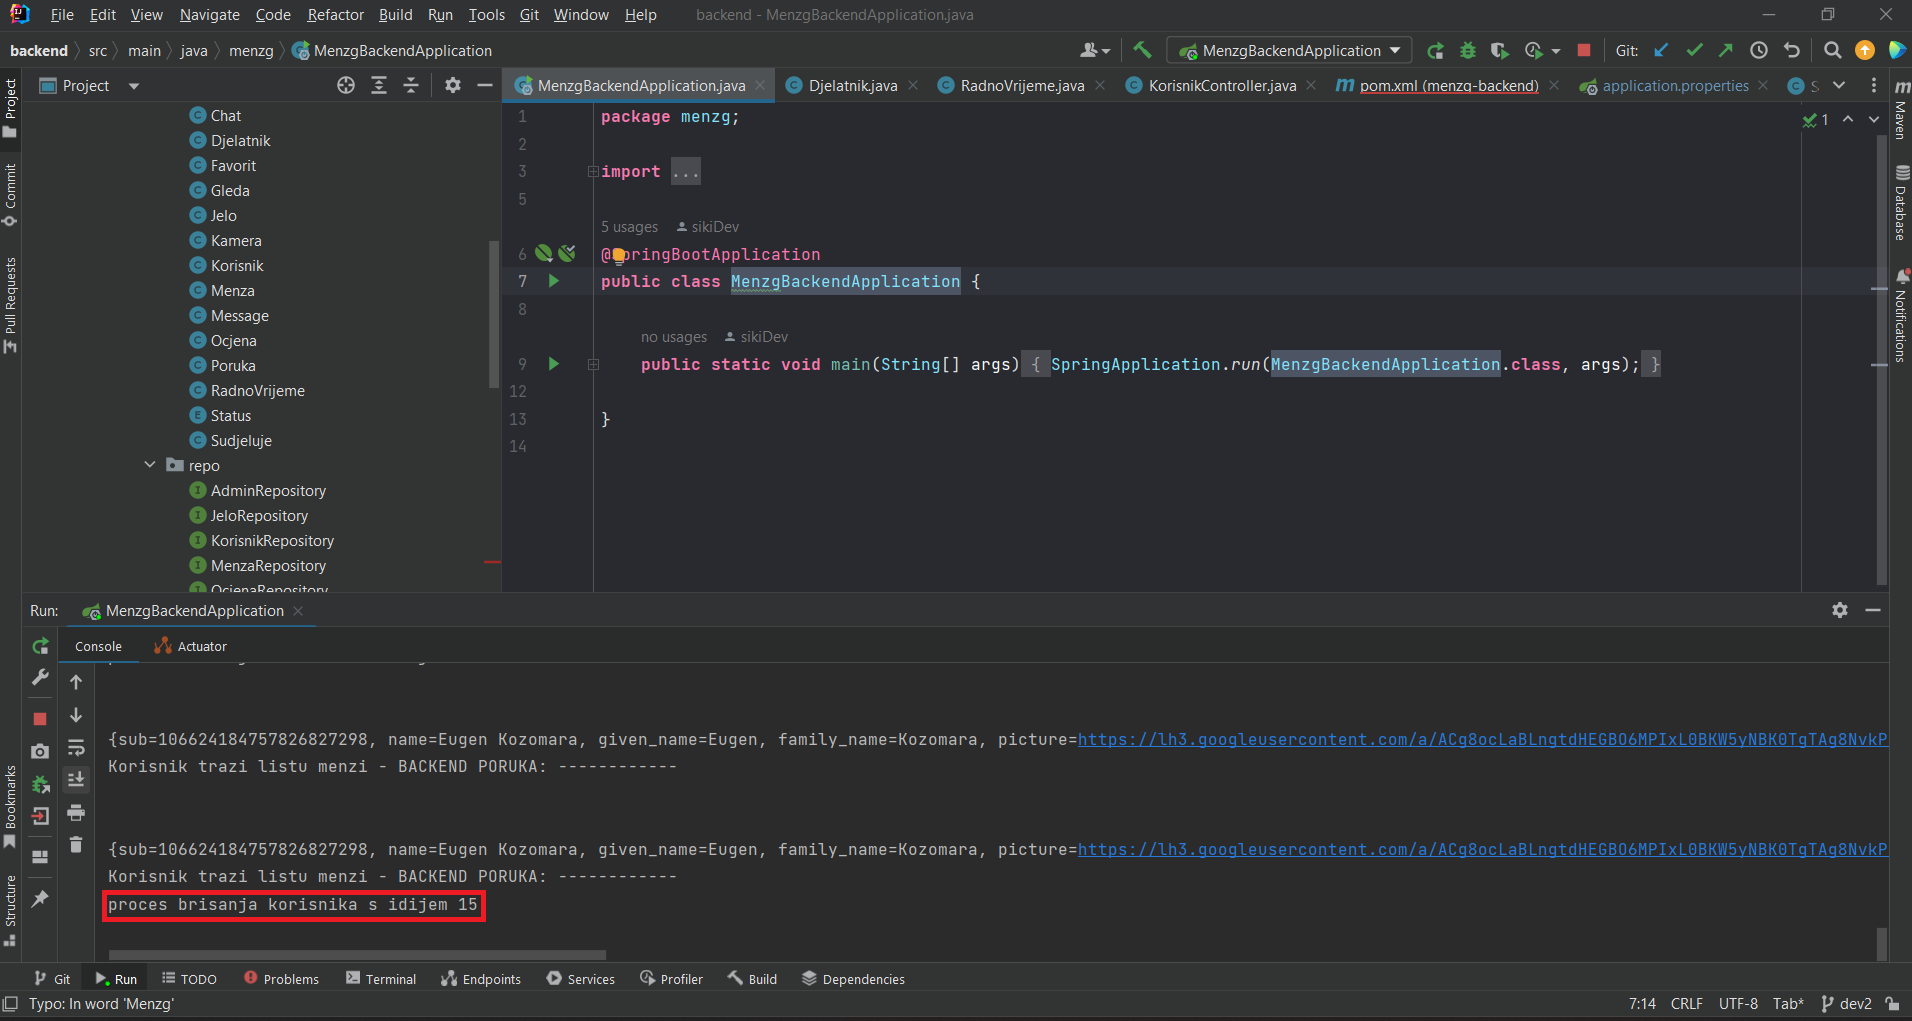 File Edit View Navigate Code Refactor Build Run Tools Git Window Help backend - MenzgBackendApplication.java
backend src main java menzg MenzgBackendApplication MenzgBackendApplication Git:
Project
MenzgBackendApplication.java Djelatnik.java RadnoVrijeme.java KorisnikController.java pom.xml (menzg-backend) application.properties
Project
Commit
Pull Requests
Bookmarks
Structure
Chat
Djelatnik
Favorit
Gleda
Jelo
Kamera
Korisnik
Menza
Message
Ocjena
Poruka
RadnoVrijeme
Status
Sudjeluje
repo
AdminRepository
JeloRepository
KorisnikRepository
MenzaRepository
OcjenaRepository
1 package menzg;
1
2
3 import ...
5
5 usages sikiDev
6 @SpringBootApplication
7 public class MenzgBackendApplication {
8
no usages sikiDev
9 public static void main(String[] args) { SpringApplication.run(MenzgBackendApplication.class, args); }
12
13 }
14
Maven
Database
Notifications
Run: MenzgBackendApplication
Console Actuator
{sub=106624184757826827298, name=Eugen Kozomara, given_name=Eugen, family_name=Kozomara, picture=https://lh3.googleusercontent.com/a/ACg8ocLaBLngtdHEGBO6MPIxL0BKW5yNBK0TgTAg8NvkP
Korisnik trazi listu menzi - BACKEND PORUKA: ------------
{sub=106624184757826827298, name=Eugen Kozomara, given_name=Eugen, family_name=Kozomara, picture=https://lh3.googleusercontent.com/a/ACg8ocLaBLngtdHEGBO6MPIxL0BKW5yNBK0TgTAg8NvkP
Korisnik trazi listu menzi - BACKEND PORUKA: ------------
proces brisanja korisnika s idijem 15
Git Run TODO Problems Terminal Endpoints Services Profiler Build Dependencies
Typo: In word 'Menzg' 7:14 CRLF UTF-8 Tab* dev2